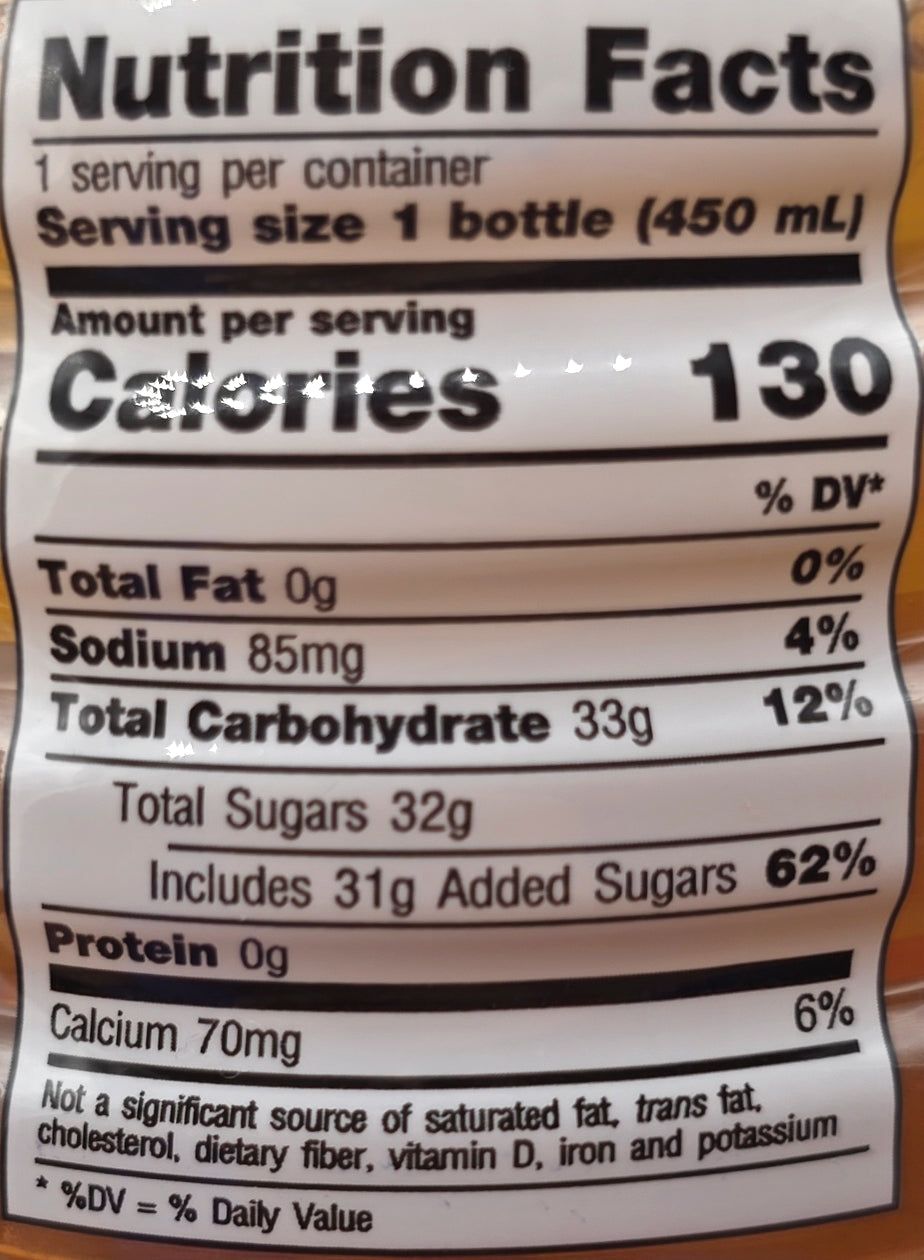 Nutrition Facts
1 serving per container
Serving size 1 bottle (450 mL)
Amount per serving
Calories 130
% DV*
Total Fat 0g 0%
Sodium 85mg 4%
Total Carbohydrate 33g 12%
Total Sugars 32g
Includes 31g Added Sugars 62%
Protein 0g
Calcium 70mg 6%
Not a significant source of saturated fat, trans fat,
cholesterol, dietary fiber, vitamin D, iron and potassium
* %DV = % Daily Value